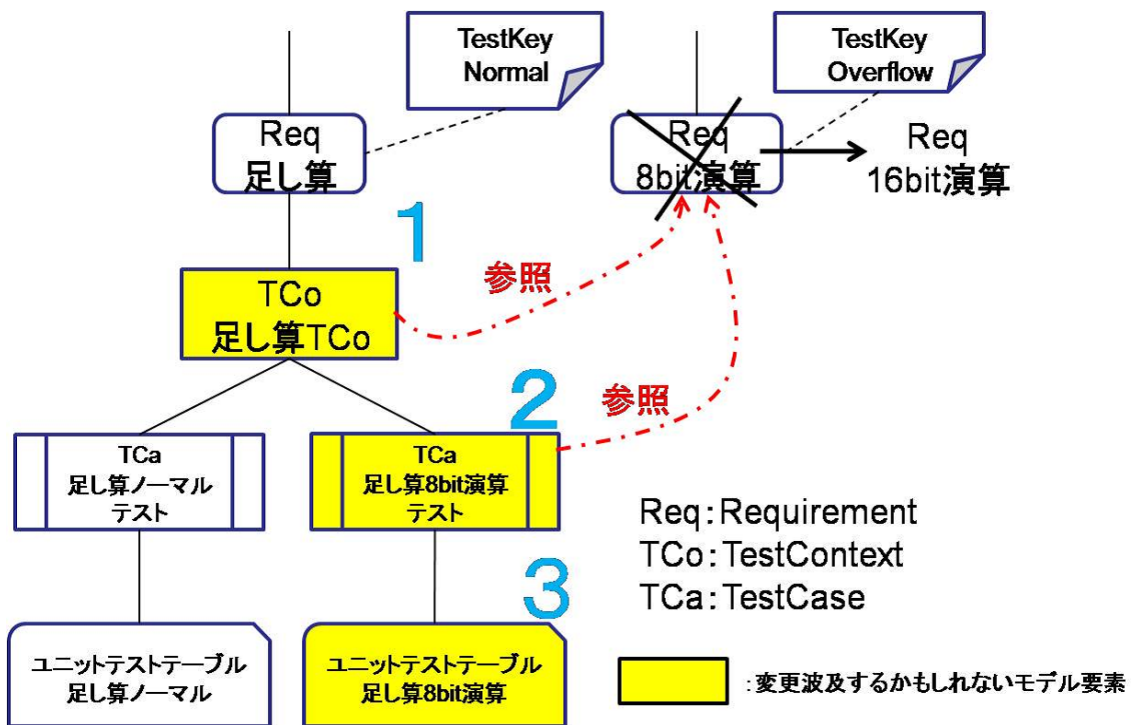 TestKey
Normal
TestKey
Overflow
Req
足し算
Req
8bit演算
Req
16bit演算
1
参照
TCo
足し算TCo
2
参照
TCa
足し算ノーマル
テスト
TCa
足し算8bit演算
テスト
Req:Requirement
TCo:TestContext
TCa:TestCase
3
ユニットテストテーブル
足し算ノーマル
ユニットテストテーブル
足し算8bit演算
:変更波及するかもしれないモデル要素